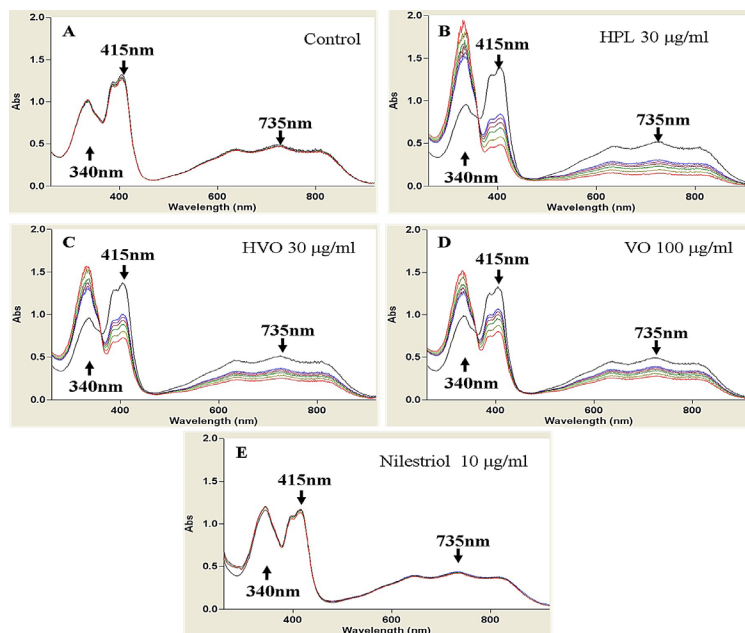 A
Control
415nm
735nm
340nm
Abs
2.0
1.5
1.0
0.5
0.0
400
600
800
Wavelength (nm)
B
HPL 30 µg/ml
415nm
735nm
340nm
Abs
2.0
1.5
1.0
0.5
0.0
400
600
800
Wavelength (nm)
C
HVO 30 µg/ml
415nm
735nm
340nm
Abs
2.0
1.5
1.0
0.5
0.0
400
600
800
Wavelength (nm)
D
VO 100 µg/ml
415nm
735nm
340nm
Abs
2.0
1.5
1.0
0.5
0.0
400
600
800
Wavelength (nm)
E
Nilestriol 10 µg/ml
415nm
735nm
340nm
Abs
2.0
1.5
1.0
0.5
0.0
400
600
800
Wavelength (nm)